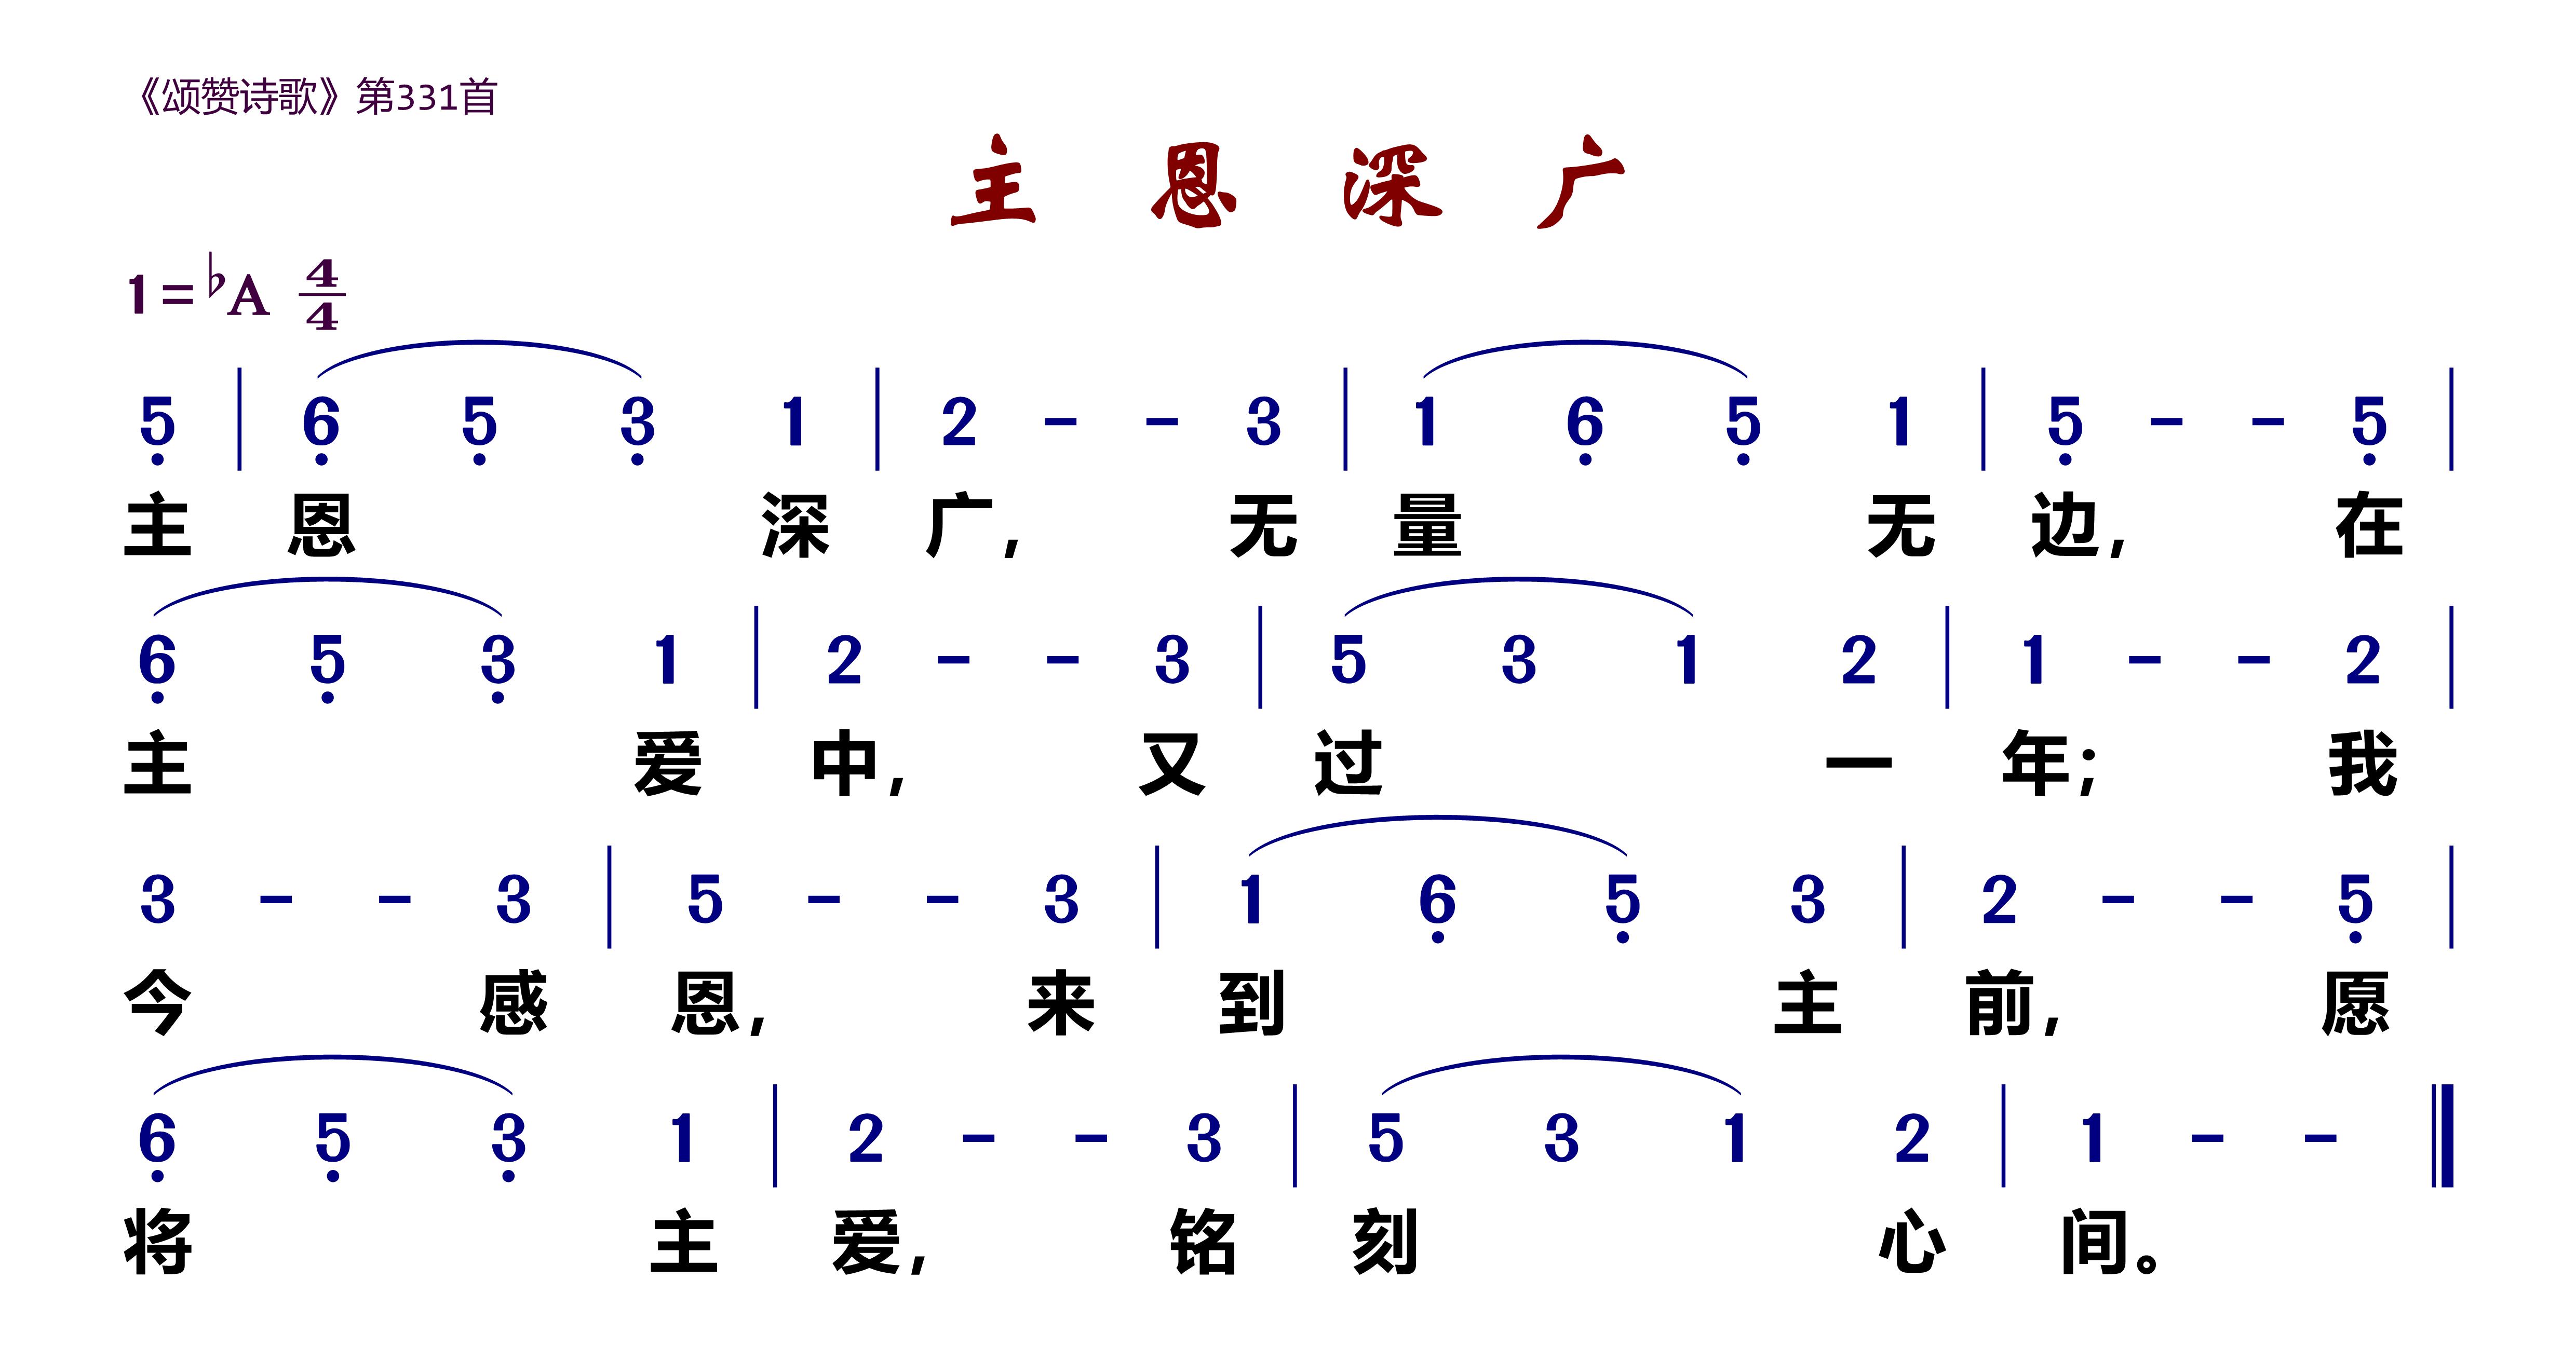 《颂赞诗歌》第331首
主 恩 深 广
1=♭A 4/4
5̣ | 6̣ 5̣ 3̣ 1 | 2 - - 3 | 1 6̣ 5̣ 1 | 5̣ - - 5̣ |
主 恩 深 广, 无 量 无 边, 在
6̣ 5̣ 3̣ 1 | 2 - - 3 | 5 3 1 2 | 1 - - 2 |
主 爱 中, 又 过 一 年; 我
3 - - 3 | 5 - - 3 | 1 6̣ 5̣ 3 | 2 - - 5̣ |
今 感 恩, 来 到 主 前, 愿
6̣ 5̣ 3̣ 1 | 2 - - 3 | 5 3 1 2 | 1 - - ‖
将 主 爱, 铭 刻 心 间。